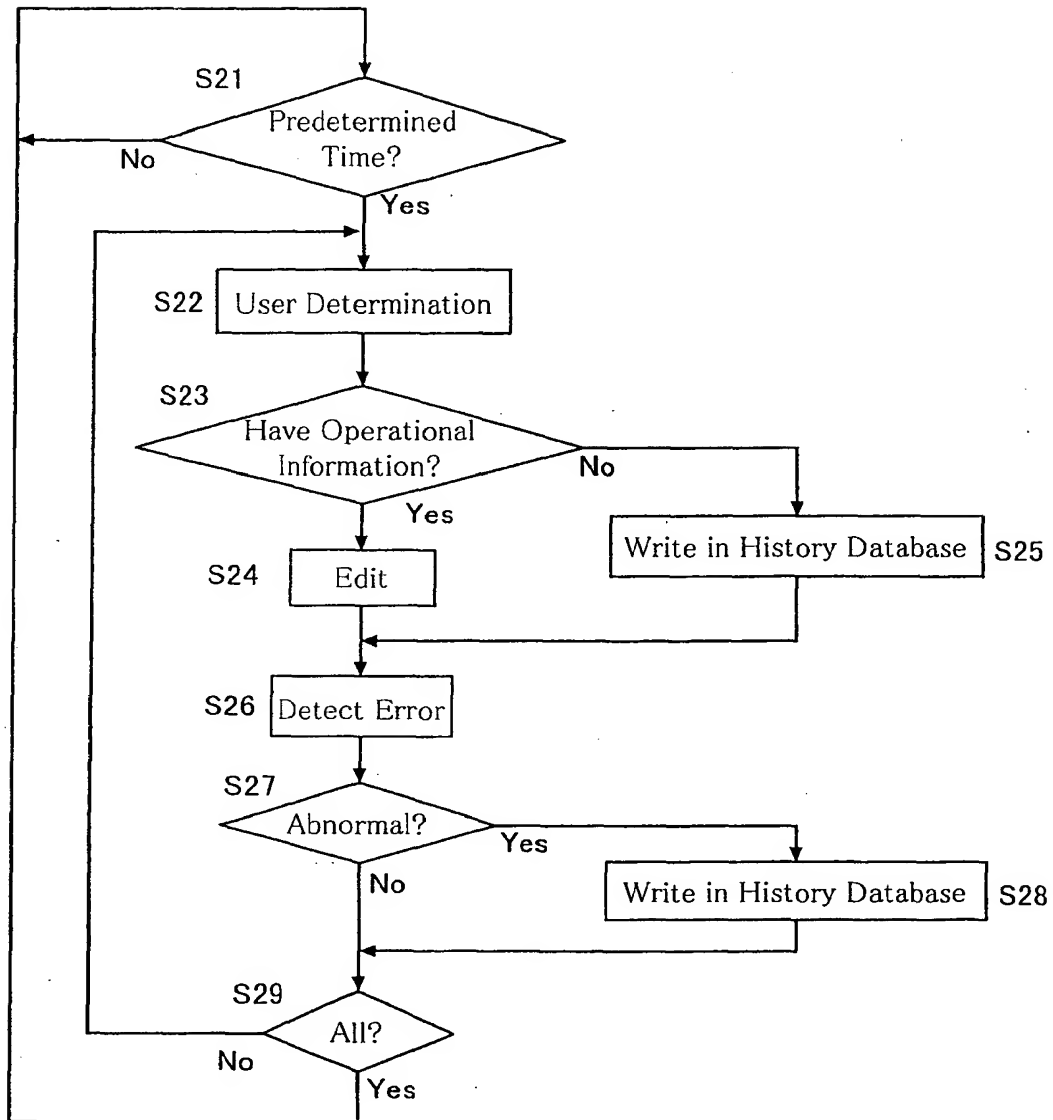 S21
Predetermined
Time?
No
Yes
S22
User Determination
S23
Have Operational
Information?
No
Yes
Write in History Database
S25
S24
Edit
S26
Detect Error
S27
Abnormal?
Yes
No
Write in History Database
S28
S29
All?
No
Yes